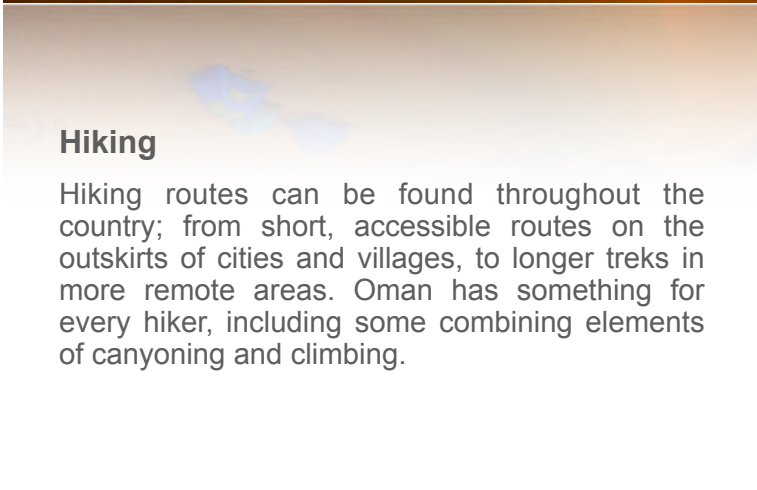 Hiking
Hiking routes can be found throughout the
country; from short, accessible routes on the
outskirts of cities and villages, to longer treks in
more remote areas. Oman has something for
every hiker, including some combining elements
of canyoning and climbing.